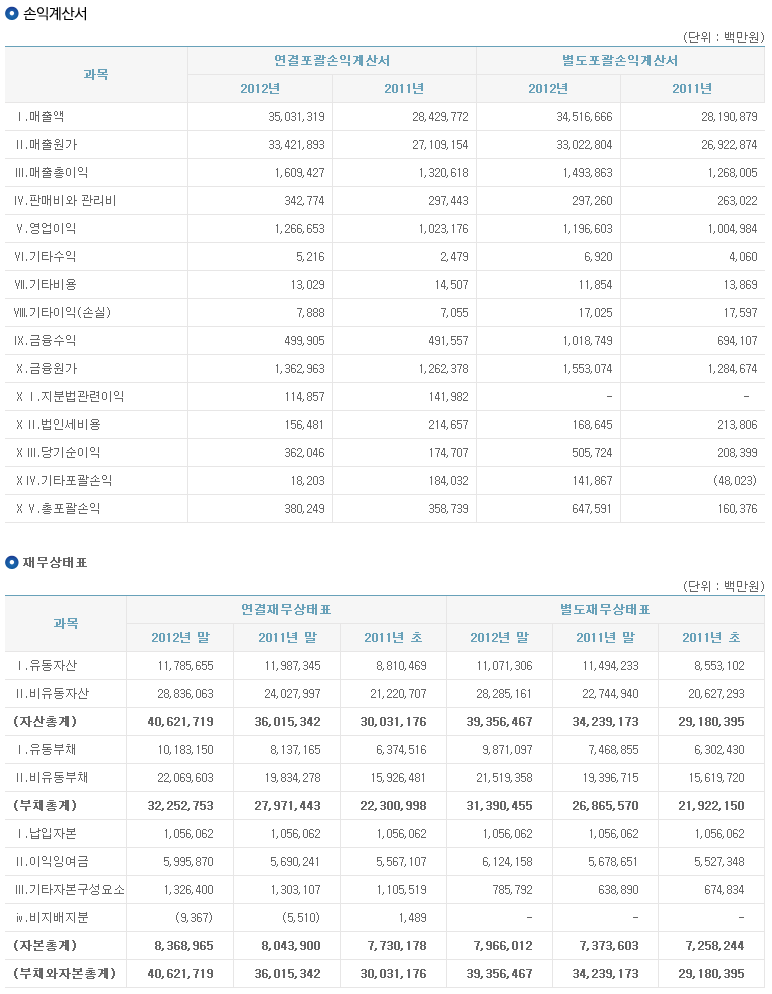 손익계산서
(단위 : 백만원)
과목 연결포괄손익계산서 별도포괄손익계산서
2012년 2011년 2012년 2011년
Ⅰ.매출액 35,031,319 28,429,772 34,516,666 28,190,879
Ⅱ.매출원가 33,421,893 27,109,154 33,022,804 26,922,874
Ⅲ.매출총이익 1,609,427 1,320,618 1,493,863 1,268,005
Ⅳ.판매비와 관리비 342,774 297,443 297,260 263,022
Ⅴ.영업이익 1,266,653 1,023,176 1,196,603 1,004,984
Ⅵ.기타수익 5,216 2,479 6,920 4,060
Ⅶ.기타비용 13,029 14,507 11,854 13,869
Ⅷ.기타이익(손실) 7,888 7,055 17,025 17,597
Ⅸ.금융수익 499,905 491,557 1,018,749 694,107
Ⅹ.금융원가 1,362,963 1,262,378 1,553,074 1,284,674
ⅩⅠ.지분법관련이익 114,857 141,982 - -
ⅩⅡ.법인세비용 156,481 214,657 168,645 213,806
ⅩⅢ.당기순이익 362,046 174,707 505,724 208,399
ⅩⅣ.기타포괄손익 18,203 184,032 141,867 (48,023)
ⅩⅤ.총포괄손익 380,249 358,739 647,591 160,376
재무상태표
(단위 : 백만원)
과목 연결재무상태표 별도재무상태표
2012년 말 2011년 말 2011년 초 2012년 말 2011년 말 2011년 초
Ⅰ.유동자산 11,785,655 11,987,345 8,810,469 11,071,306 11,494,233 8,553,102
Ⅱ.비유동자산 28,836,063 24,027,997 21,220,707 28,285,161 22,744,940 20,627,293
(자산총계) 40,621,719 36,015,342 30,031,176 39,356,467 34,239,173 29,180,395
Ⅰ.유동부채 10,183,150 8,137,165 6,374,516 9,871,097 7,468,855 6,302,430
Ⅱ.비유동부채 22,069,603 19,834,278 15,926,481 21,519,358 19,396,715 15,619,720
(부채총계) 32,252,753 27,971,443 22,300,998 31,390,455 26,865,570 21,922,150
Ⅰ.납입자본 1,056,062 1,056,062 1,056,062 1,056,062 1,056,062 1,056,062
Ⅱ.이익잉여금 5,995,870 5,690,241 5,567,107 6,124,158 5,678,651 5,527,348
Ⅲ.기타자본구성요소 1,326,400 1,303,107 1,105,519 785,792 638,890 674,834
ⅳ.비지배지분 (9,367) (5,510) 1,489 - - -
(자본총계) 8,368,965 8,043,900 7,730,178 7,966,012 7,373,603 7,258,244
(부채와자본총계) 40,621,719 36,015,342 30,031,176 39,356,467 34,239,173 29,180,395